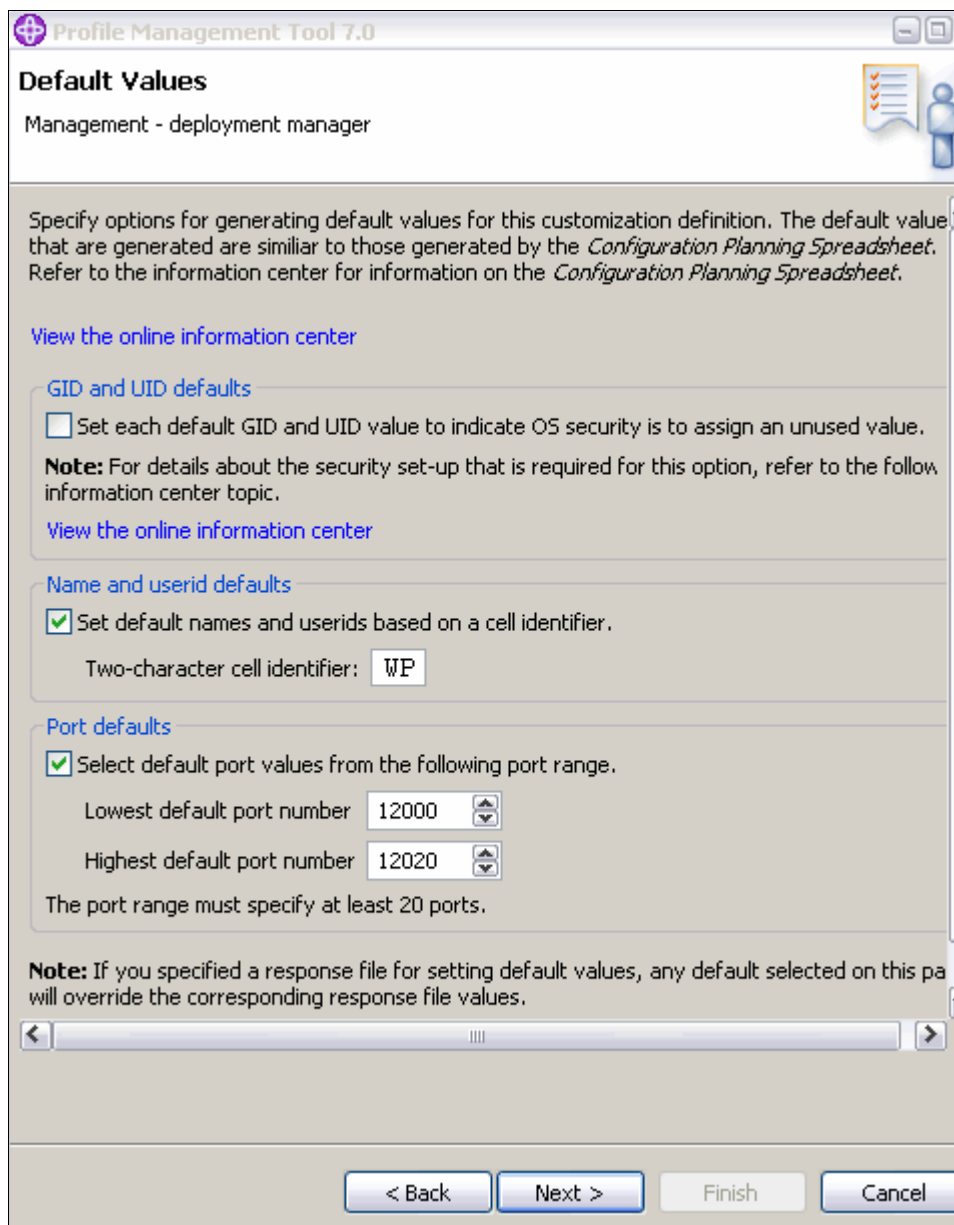 Profile Management Tool 7.0
Default Values
Management - deployment manager
Specify options for generating default values for this customization definition. The default value
that are generated are similiar to those generated by the Configuration Planning Spreadsheet.
Refer to the information center for information on the Configuration Planning Spreadsheet.
View the online information center
GID and UID defaults
Set each default GID and UID value to indicate OS security is to assign an unused value.
Note: For details about the security set-up that is required for this option, refer to the follow
information center topic.
View the online information center
Name and userid defaults
Set default names and userids based on a cell identifier.
Two-character cell identifier: WP
Port defaults
Select default port values from the following port range.
Lowest default port number 12000
Highest default port number 12020
The port range must specify at least 20 ports.
Note: If you specified a response file for setting default values, any default selected on this pa
will override the corresponding response file values.
< Back Next > Finish Cancel